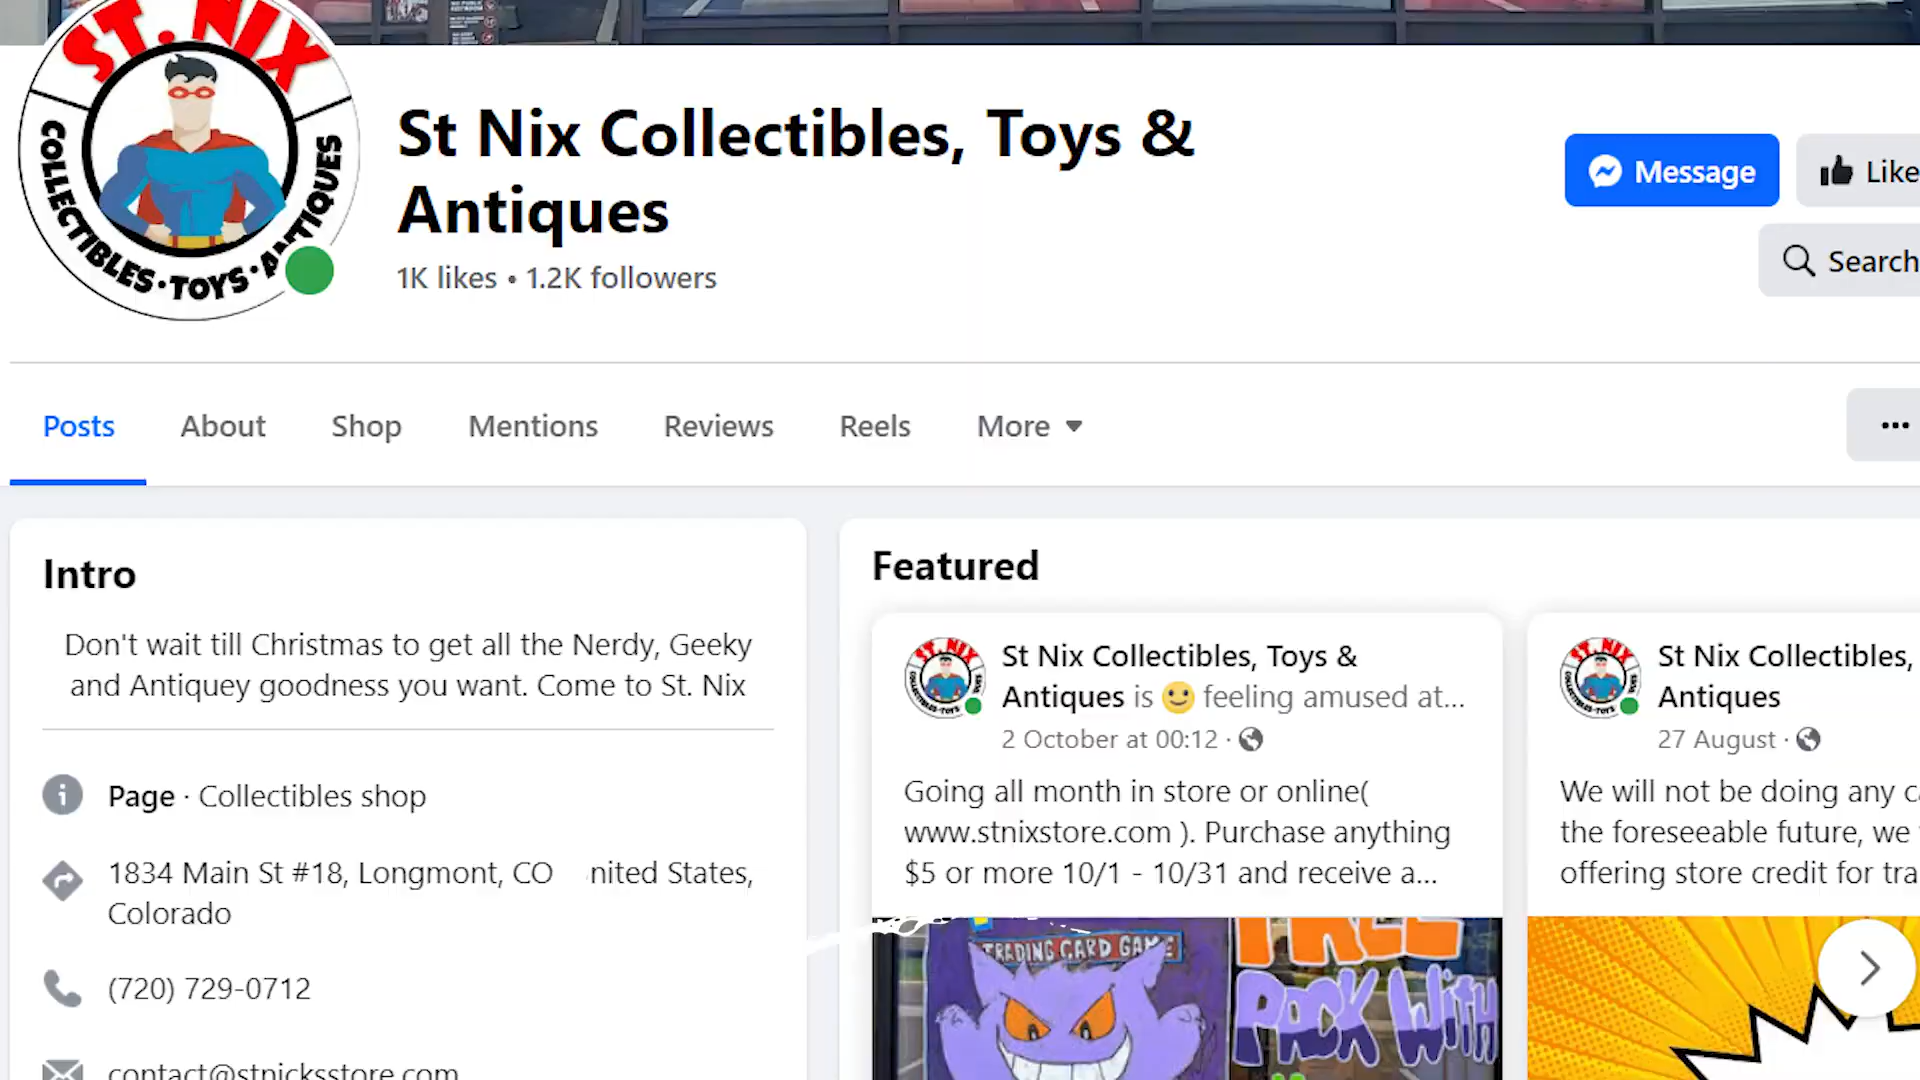 ST. NIX
COLLECTIBLES · TOYS · ANTIQUES
St Nix Collectibles, Toys &
Antiques
1K likes • 1.2K followers
Message
Like
Search
Posts
About
Shop
Mentions
Reviews
Reels
More
Intro
Don't wait till Christmas to get all the Nerdy, Geeky
and Antiquey goodness you want. Come to St. Nix
Page · Collectibles shop
1834 Main St #18, Longmont, CO nited States,
Colorado
(720) 729-0712
contact@stnicksstore.com
Featured
St Nix Collectibles, Toys &
Antiques is feeling amused at...
2 October at 00:12 ·
Going all month in store or online(
www.stnixstore.com ). Purchase anything
$5 or more 10/1 - 10/31 and receive a...
TRADING CARD GAME
FREE
PACK With
St Nix Collectibles,
Antiques
27 August ·
We will not be doing any
the foreseeable future, we
offering store credit for